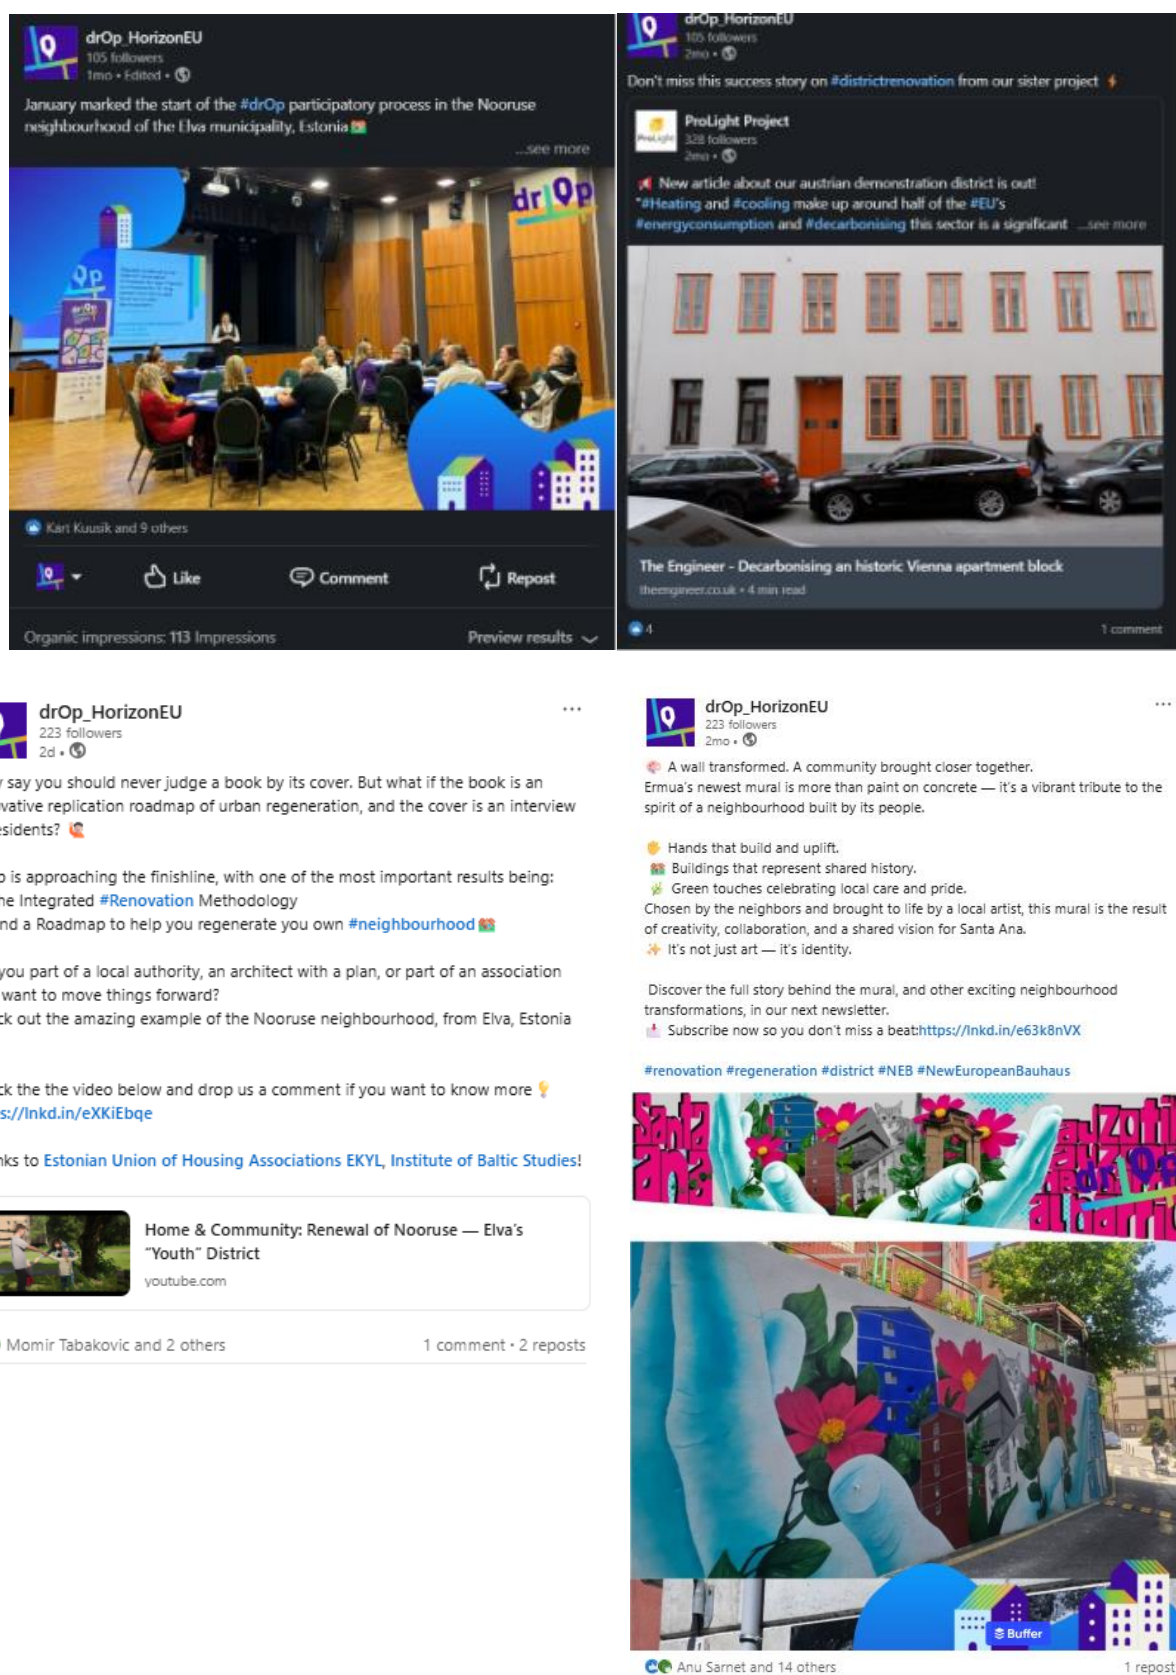 drOp_HorizonEU
105 followers
1mo • Edited •
January marked the start of the #drOp participatory process in the Nooruse
neighbourhood of the Elva municipality, Estonia
...see more
drOp
drOp
Kart Kuusik and 9 others
Like
Comment
Repost
Organic impressions: 113 Impressions
Preview results
drOp_HorizonEU
105 followers
2mo •
Don't miss this success story on #districtrenovation from our sister project
ProLight
ProLight Project
328 followers
2mo •
New article about our austrian demonstration district is out!
"#Heating and #cooling make up around half of the #EU's
#energyconsumption and #decarbonising this sector is a significant ...see more
The Engineer - Decarbonising an historic Vienna apartment block
theengineer.co.uk • 4 min read
4
1 comment
drOp_HorizonEU
223 followers
2d •
say you should never judge a book by its cover. But what if the book is an
vative replication roadmap of urban regeneration, and the cover is an interview
esidents?
is approaching the finishline, with one of the most important results being:
he Integrated #Renovation Methodology
nd a Roadmap to help you regenerate you own #neighbourhood
you part of a local authority, an architect with a plan, or part of an association
want to move things forward?
ck out the amazing example of the Nooruse neighbourhood, from Elva, Estonia
ck the the video below and drop us a comment if you want to know more
s://lnkd.in/eXKiEbqe
nks to Estonian Union of Housing Associations EKYL, Institute of Baltic Studies!
Home & Community: Renewal of Nooruse — Elva's
"Youth" District
youtube.com
Momir Tabakovic and 2 others
1 comment • 2 reposts
drOp_HorizonEU
223 followers
2mo •
A wall transformed. A community brought closer together.
Ermua's newest mural is more than paint on concrete — it's a vibrant tribute to the
spirit of a neighbourhood built by its people.
Hands that build and uplift.
Buildings that represent shared history.
Green touches celebrating local care and pride.
Chosen by the neighbors and brought to life by a local artist, this mural is the result
of creativity, collaboration, and a shared vision for Santa Ana.
It's not just art — it's identity.
Discover the full story behind the mural, and other exciting neighbourhood
transformations, in our next newsletter.
Subscribe now so you don't miss a beat:https://lnkd.in/e63k8nVX
#renovation #regeneration #district #NEB #NewEuropeanBauhaus
Santa
ana
auzoti
drOp
al barri
Buffer
Anu Sarnet and 14 others
1 repost